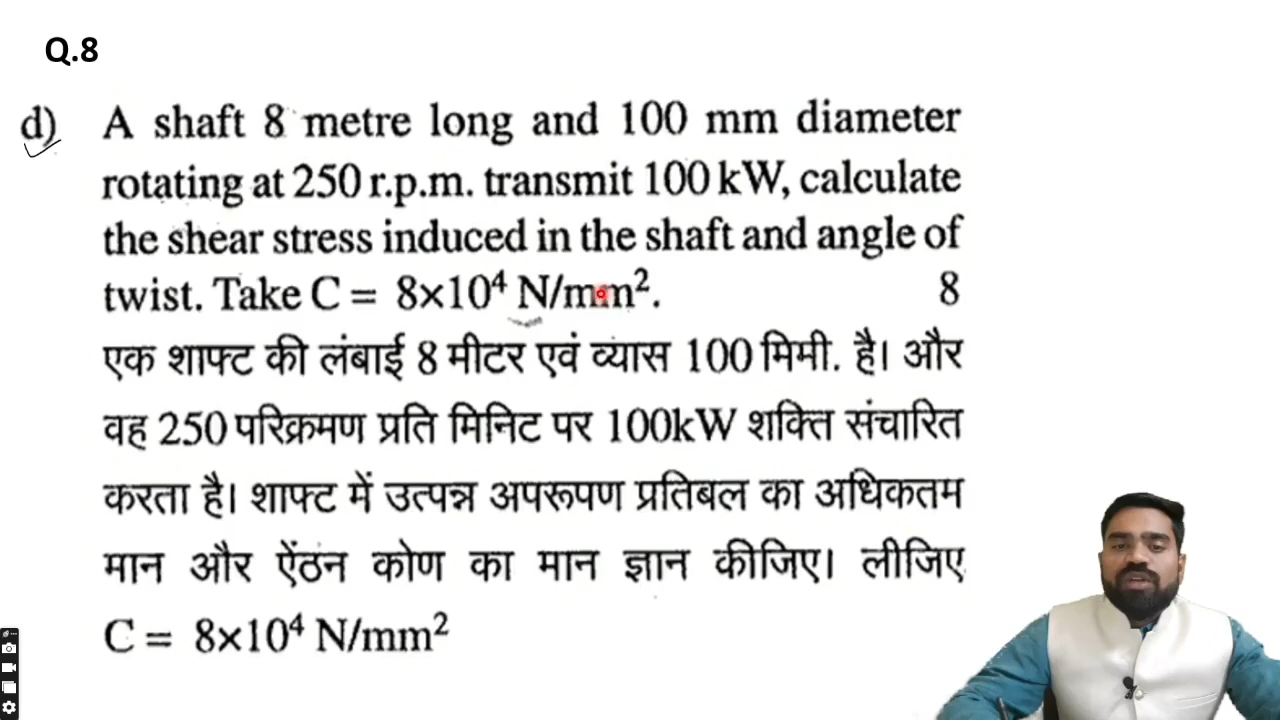 Q.8
d) A shaft 8 metre long and 100 mm diameter
rotating at 250 r.p.m. transmit 100 kW, calculate
the shear stress induced in the shaft and angle of
twist. Take C = 8×10⁴ N/mm². 8
एक शाफ्ट की लंबाई 8 मीटर एवं व्यास 100 मिमी. है। और
वह 250 परिक्रमण प्रति मिनिट पर 100kW शक्ति संचारित
करता है। शाफ्ट में उत्पन्न अपरूपण प्रतिबल का अधिकतम
मान और ऐंठन कोण का मान ज्ञान कीजिए। लीजिए
C = 8×10⁴ N/mm²